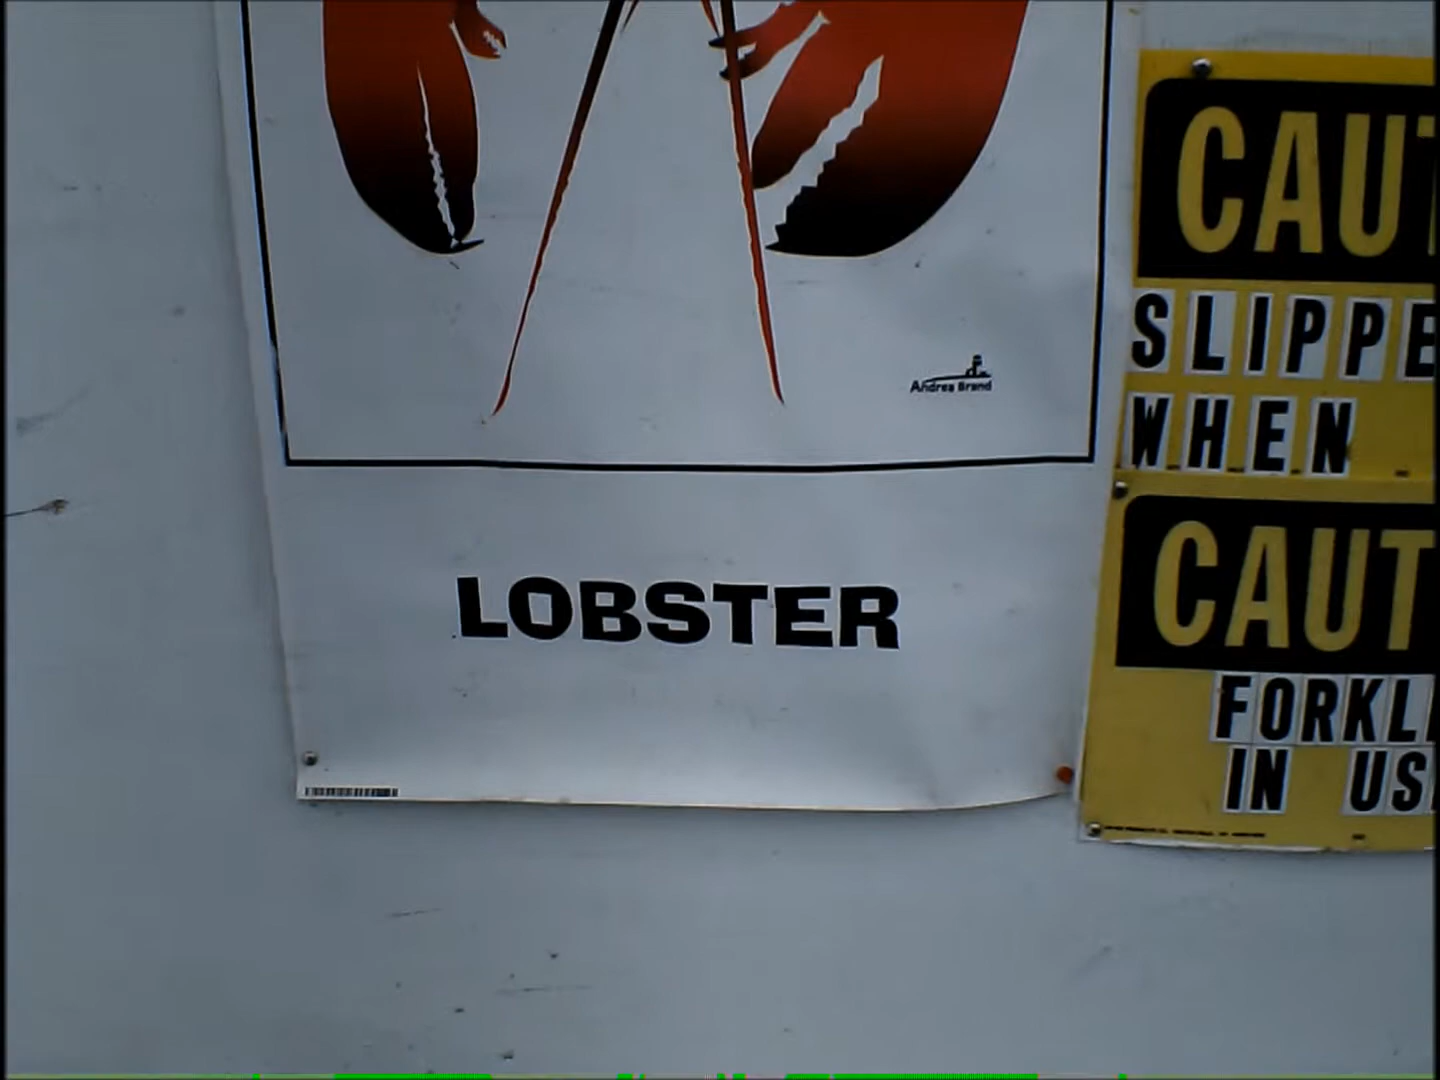 Andrea Brand
LOBSTER
CAUT
SLIPPE
WHEN
CAUT
FORKL
IN US